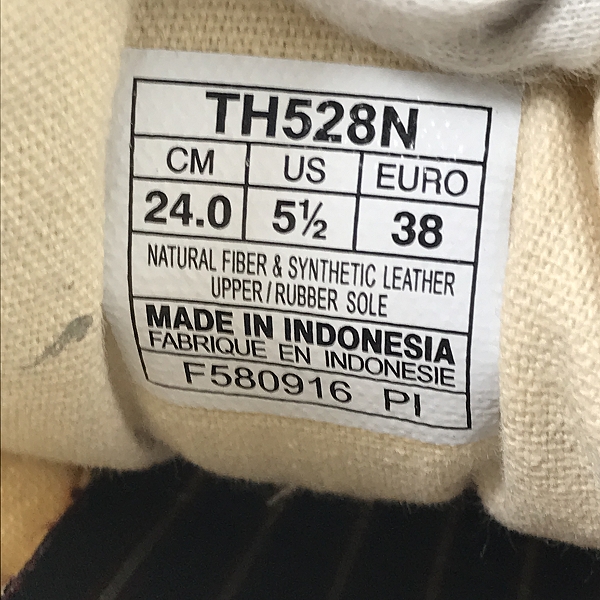 TH528N
CM US EURO
24.0 5½ 38
NATURAL FIBER & SYNTHETIC LEATHER
UPPER/RUBBER SOLE
MADE IN INDONESIA
FABRIQUE EN INDONESIE
F580916 PI